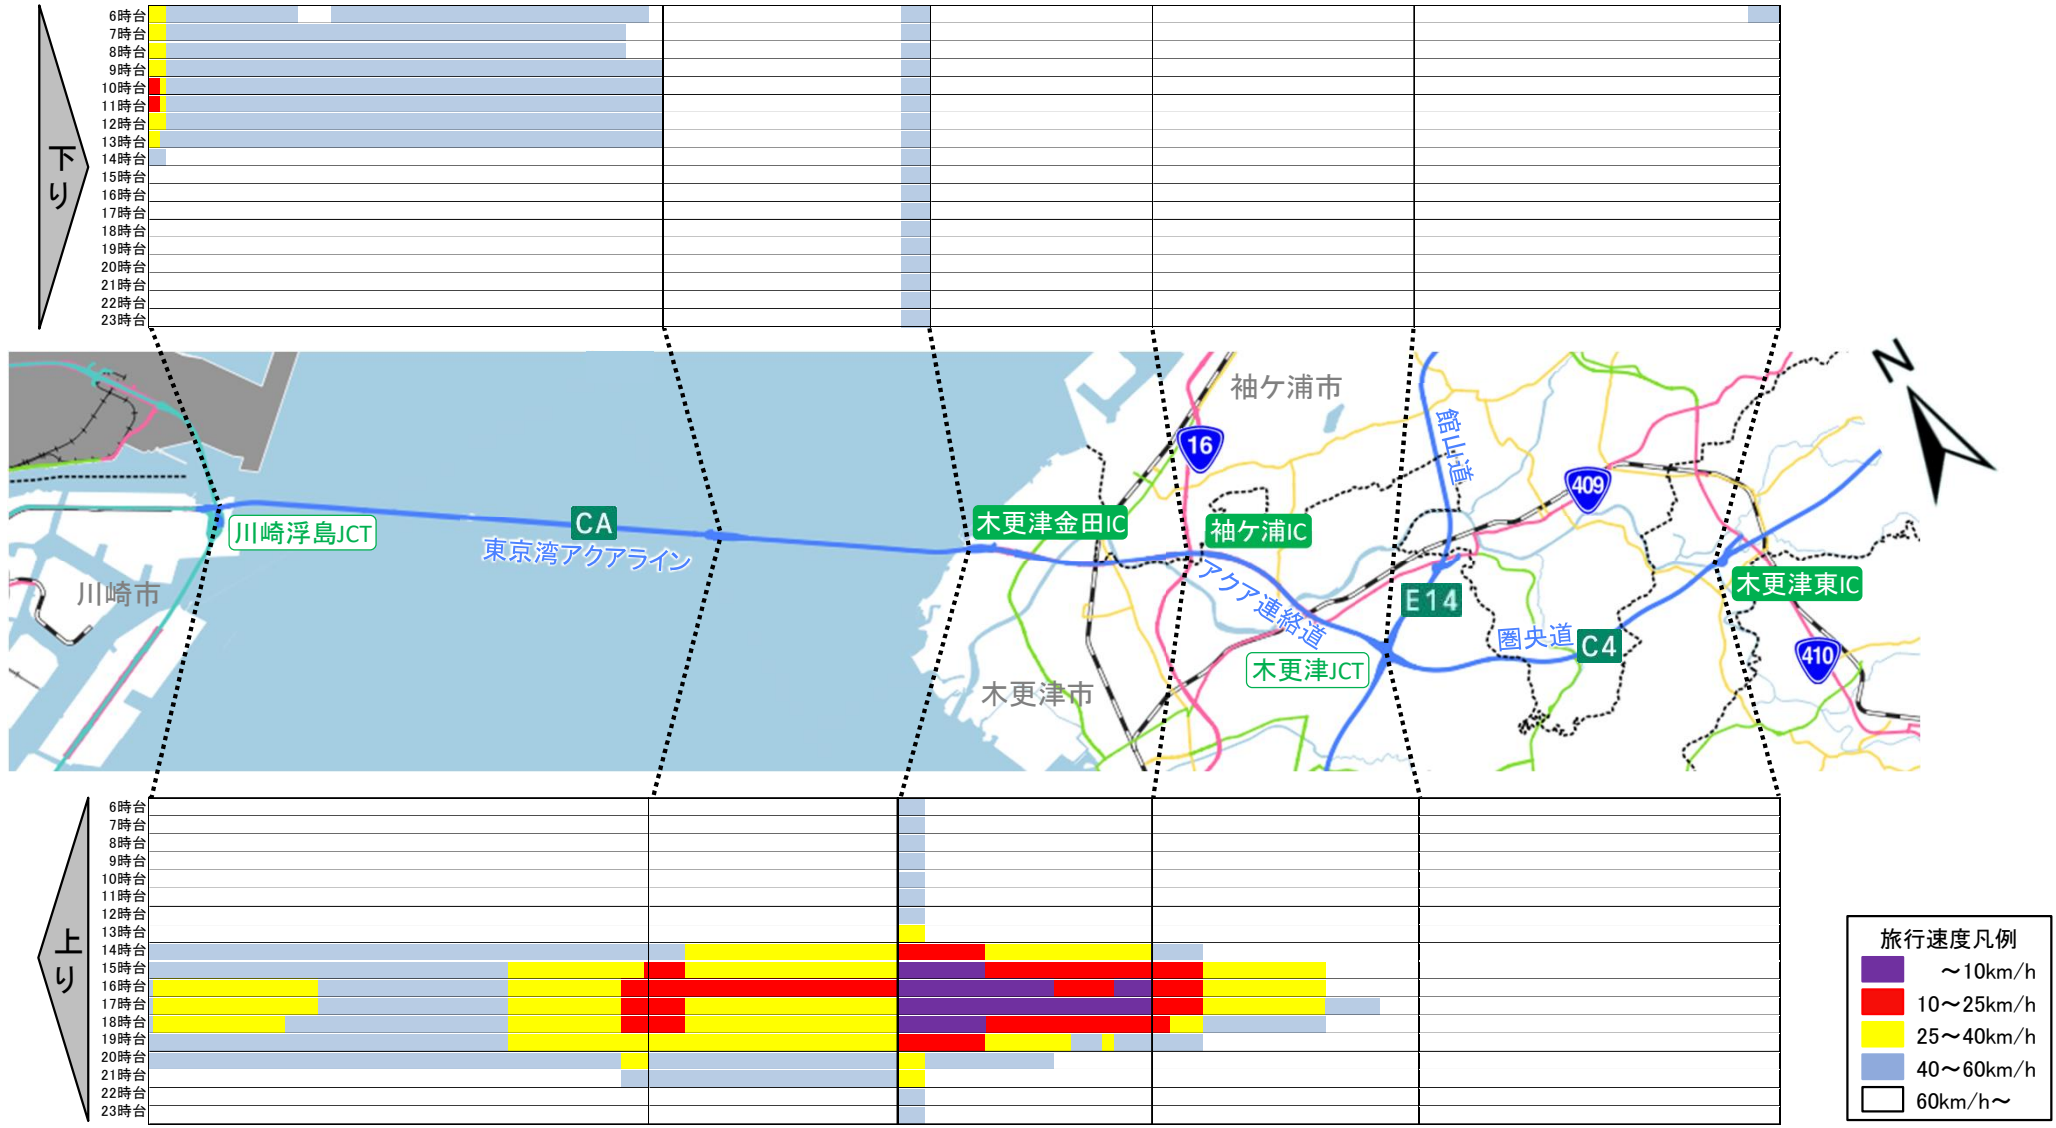 下り
6時台
7時台
8時台
9時台
10時台
11時台
12時台
13時台
14時台
15時台
16時台
17時台
18時台
19時台
20時台
21時台
22時台
23時台
N
袖ケ浦市
16
館山道
409
川崎浮島JCT
CA
東京湾アクアライン
木更津金田IC
袖ケ浦IC
川崎市
アクア連絡道
E14
木更津東IC
圏央道
C4
410
木更津JCT
木更津市
上り
6時台
7時台
8時台
9時台
10時台
11時台
12時台
13時台
14時台
15時台
16時台
17時台
18時台
19時台
20時台
21時台
22時台
23時台
旅行速度凡例
～10km/h
10～25km/h
25～40km/h
40～60km/h
60km/h～